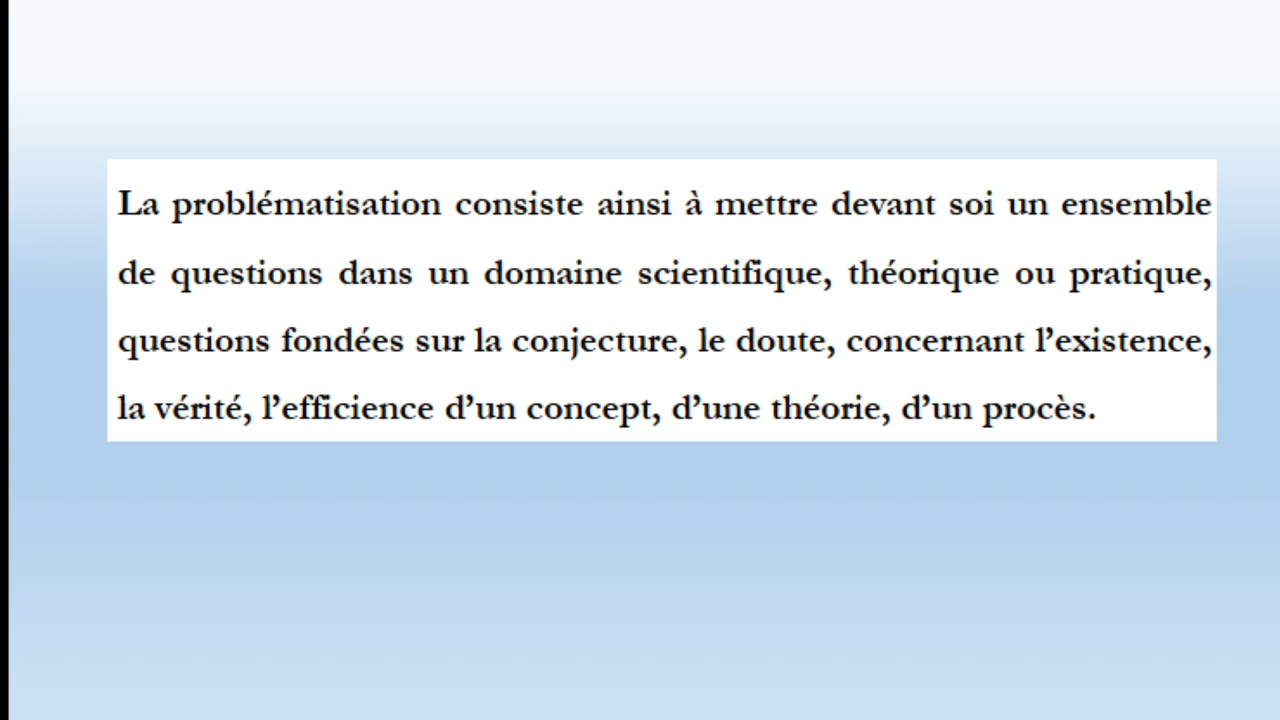 La problématisation consiste ainsi à mettre devant soi un ensemble
de questions dans un domaine scientifique, théorique ou pratique,
questions fondées sur la conjecture, le doute, concernant l’existence,
la vérité, l’efficience d’un concept, d’une théorie, d’un procès.